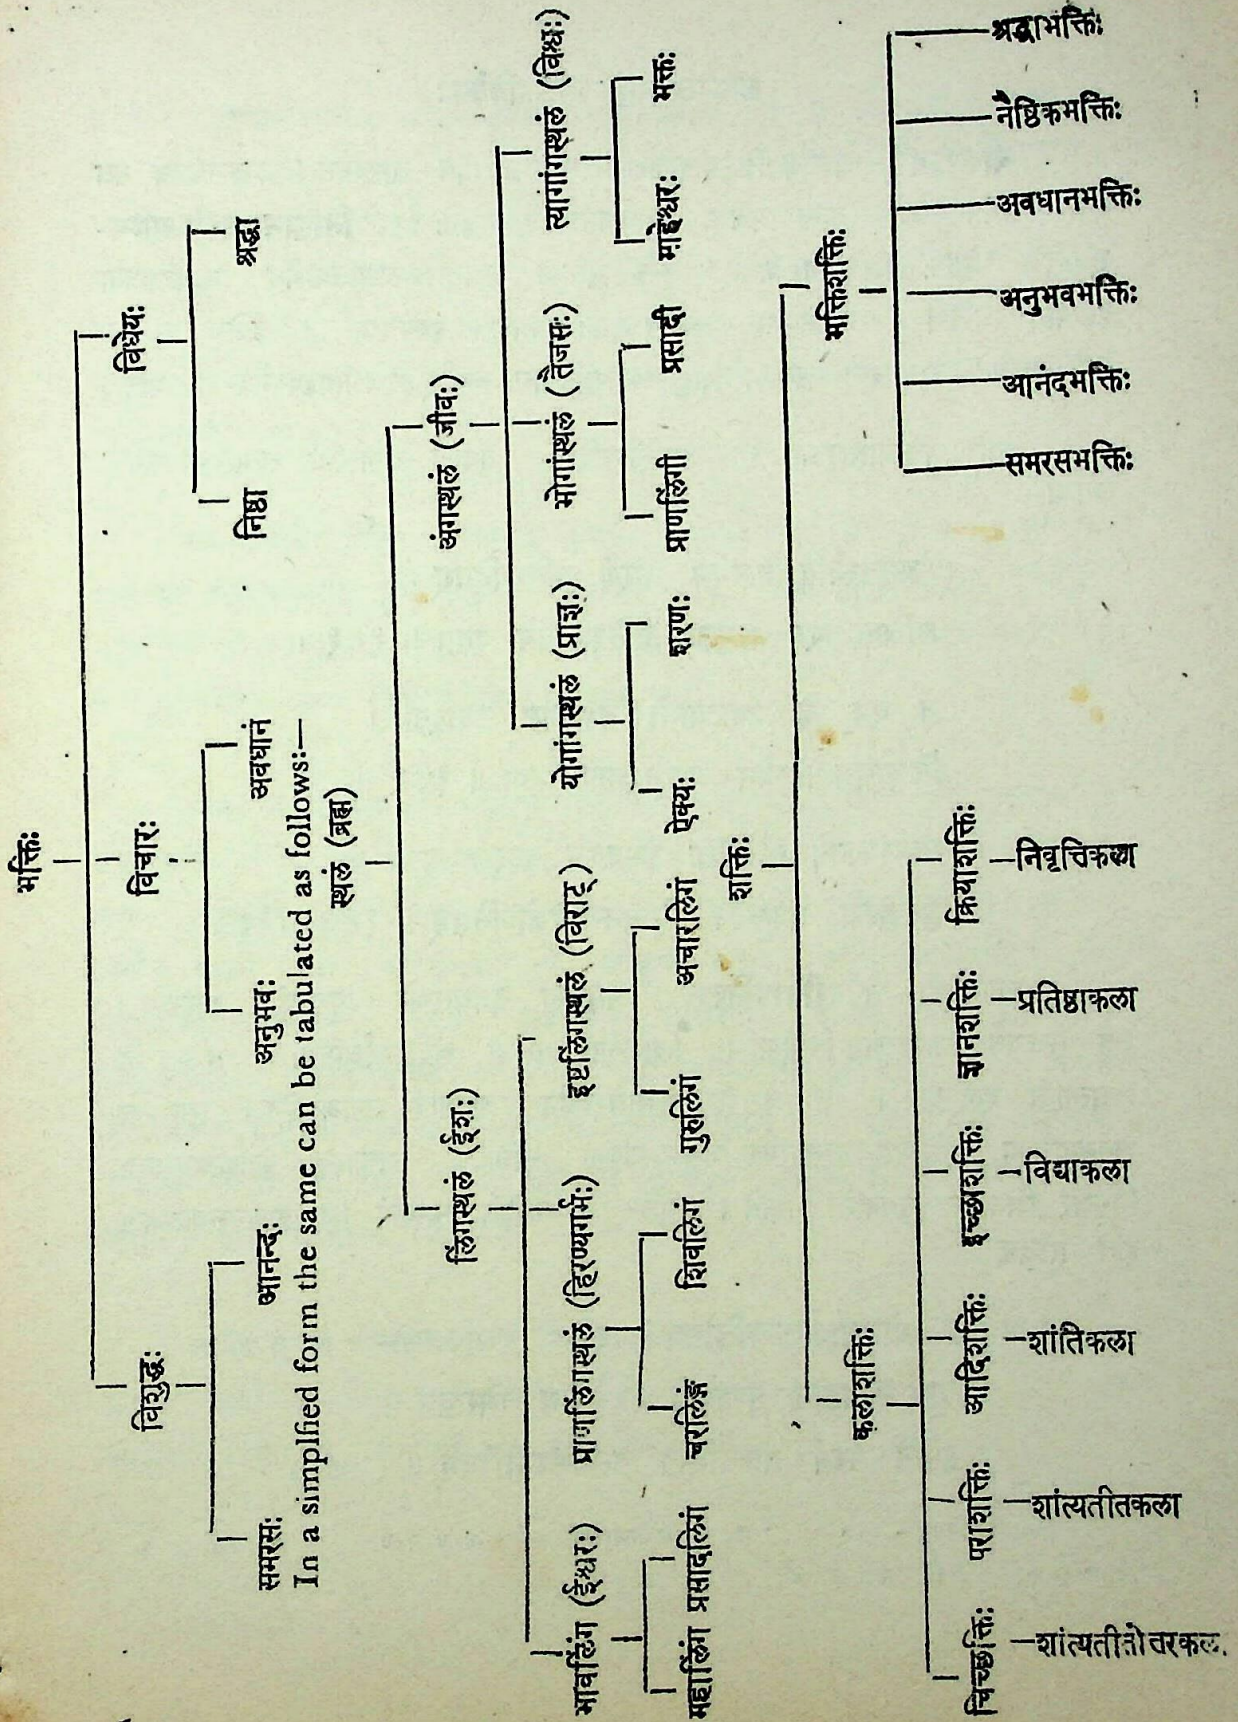 भक्तिः
विशुद्धः विचारः विधेयः
समरसः आनन्दः अनुभवः अवधानं निष्ठा श्रद्धा
In a simplfied form the same can be tabulated as follows:—
स्थलं (ब्रह्म)
लिंगस्थलं (ईशः) अंगस्थलं (जीवः)
भावलिंग (ईश्वरः) प्राणलिंगस्थलं (हिरण्यगर्भः) इष्टलिंगस्थलं (विराट्) योगांगस्थलं (प्राज्ञः) भोगांस्थलं (तैजसः) त्यागांगस्थलं (विश्वः)
महालिंग प्रसादलिंगं चरलिङ्गं शिवलिंगं गुरुलिंगं अचारलिंगं ऐक्यः शरणः प्राणलिंगी प्रसादी माहेश्वरः भक्तः
शक्तिः
कलाशक्तिः भक्तिशक्तिः
चिच्छक्तिः पराशक्तिः आदिशक्तिः इच्छाशक्तिः ज्ञानशक्तिः क्रियाशक्तिः
शांत्यतीतोत्तरकल
शांत्यतीतकला
शांतिकला
विद्याकला
प्रतिष्ठाकला
निवृत्तिकला
समरसभक्तिः
आनंदभक्तिः
अनुभवभक्तिः
अवधानभक्तिः
नैष्ठिकभक्तिः
श्रद्धाभक्तिः